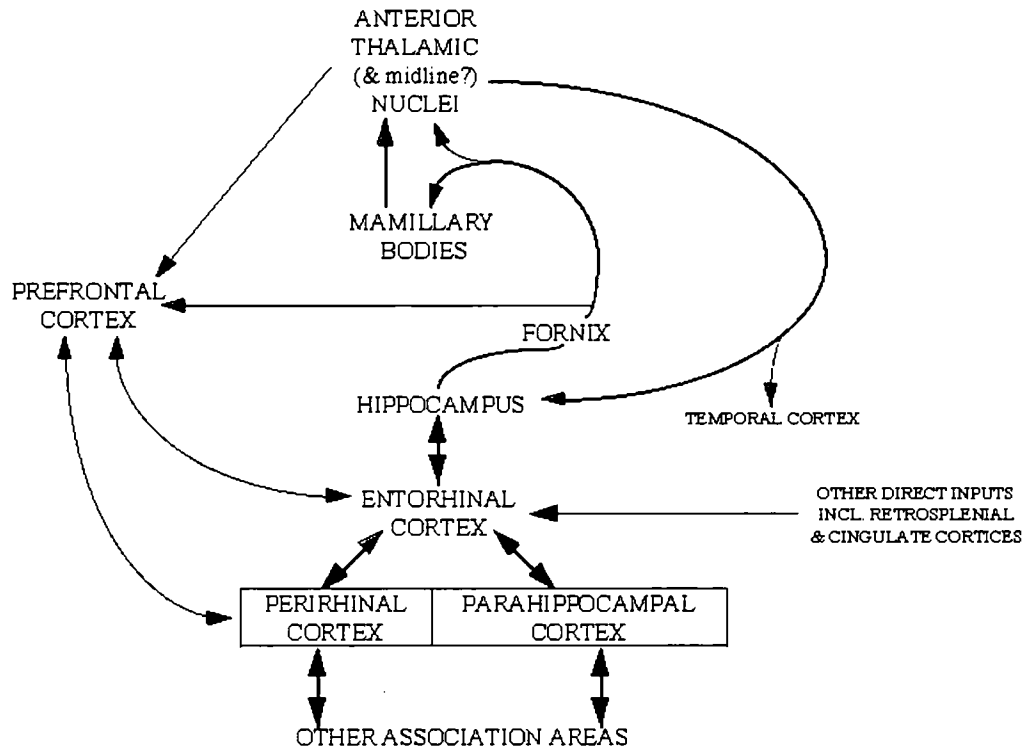 ANTERIOR
THALAMIC
(& midline?)
NUCLEI
MAMILLARY
BODIES
PREFRONTAL
CORTEX
FORNIX
HIPPOCAMPUS
TEMPORAL CORTEX
ENTORHINAL
CORTEX
OTHER DIRECT INPUTS
INCL. RETROSPLENIAL
& CINGULATE CORTICES
PERIRHINAL
CORTEX
PARAHIPPOCAMPAL
CORTEX
OTHER ASSOCIATION AREAS